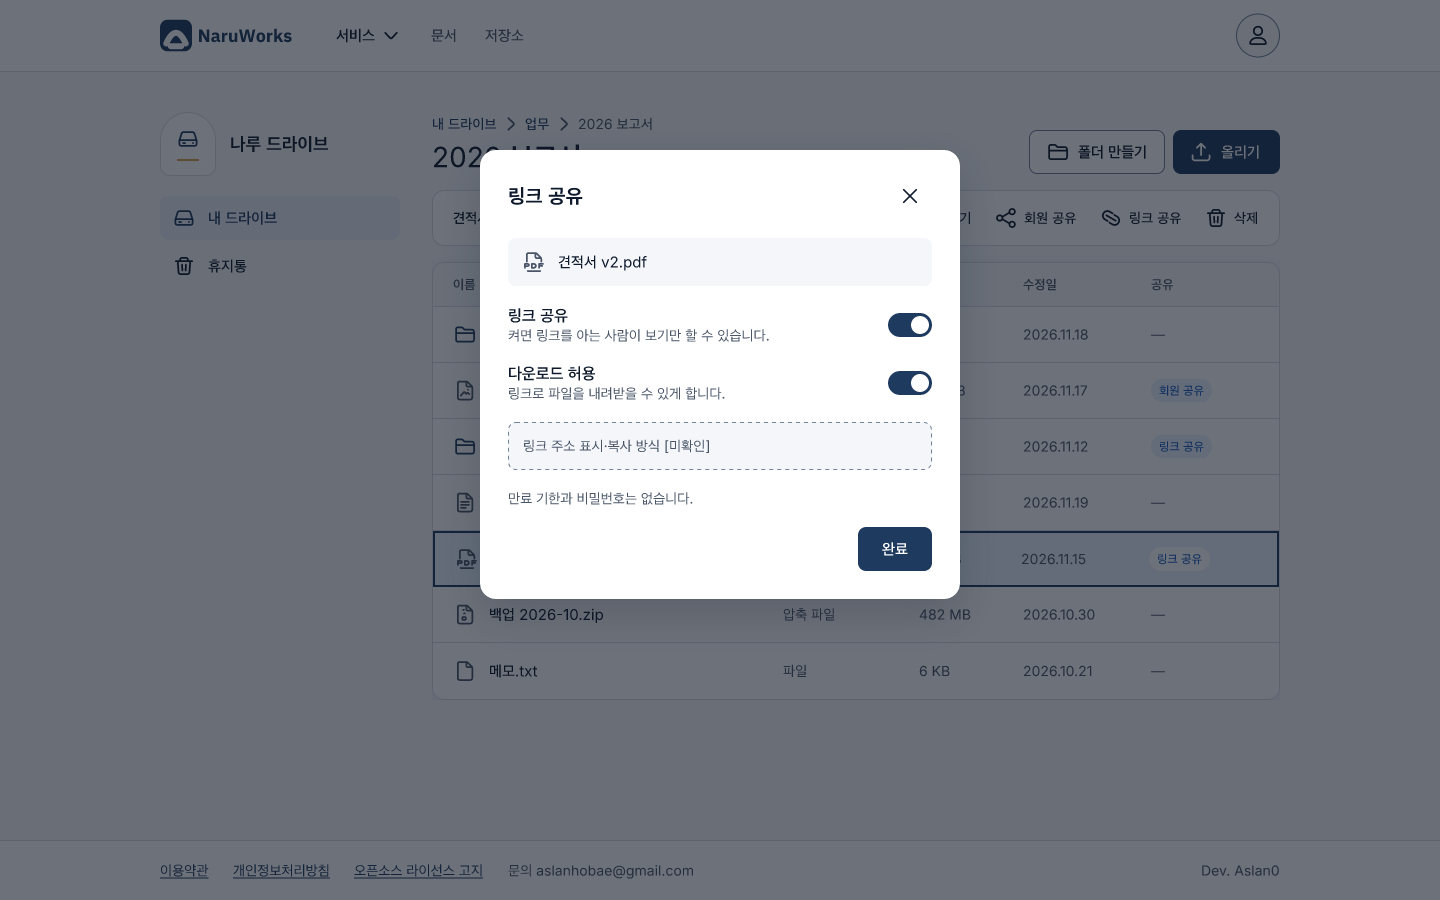 NaruWorks
서비스
문서
저장소
내 드라이브
업무
2026 보고서
나루 드라이브
폴더 만들기
올리기
내 드라이브
휴지통
회원 공유
링크 공유
삭제
이름
수정일
공유
2026.11.18
—
2026.11.17
회원 공유
2026.11.12
링크 공유
2026.11.19
—
2026.11.15
링크 공유
백업 2026-10.zip
압축 파일
482 MB
2026.10.30
—
메모.txt
파일
6 KB
2026.10.21
—
링크 공유
PDF
견적서 v2.pdf
링크 공유
켜면 링크를 아는 사람이 보기만 할 수 있습니다.
다운로드 허용
링크로 파일을 내려받을 수 있게 합니다.
링크 주소 표시·복사 방식 [미확인]
만료 기한과 비밀번호는 없습니다.
완료
이용약관
개인정보처리방침
오픈소스 라이선스 고지
문의 aslanhobae@gmail.com
Dev. Aslan0